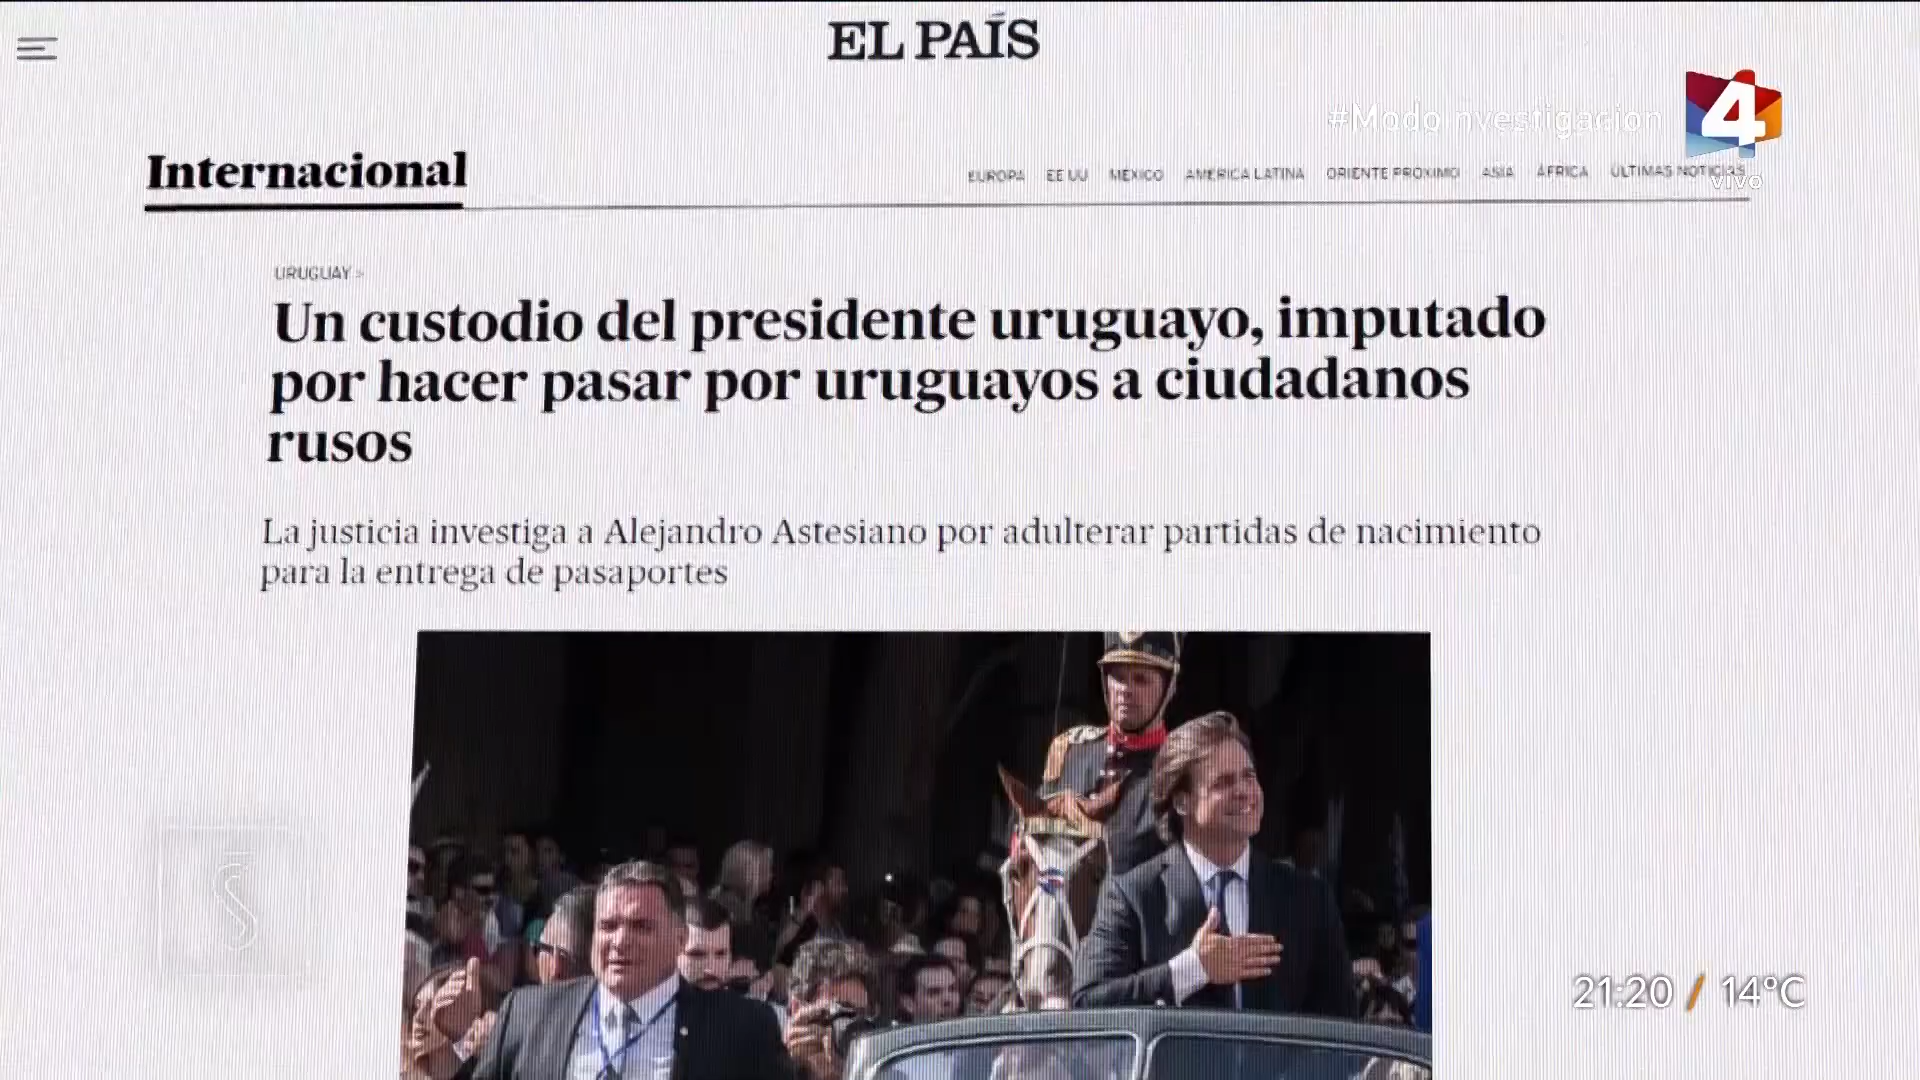 EL PAÍS
#ModoInvestigacion
4
vivo
Internacional
EUROPA EE UU MÉXICO AMÉRICA LATINA ORIENTE PRÓXIMO ASIA ÁFRICA ÚLTIMAS NOTICIAS
URUGUAY >
Un custodio del presidente uruguayo, imputado
por hacer pasar por uruguayos a ciudadanos
rusos
La justicia investiga a Alejandro Astesiano por adulterar partidas de nacimiento
para la entrega de pasaportes
S
21:20 / 14°C